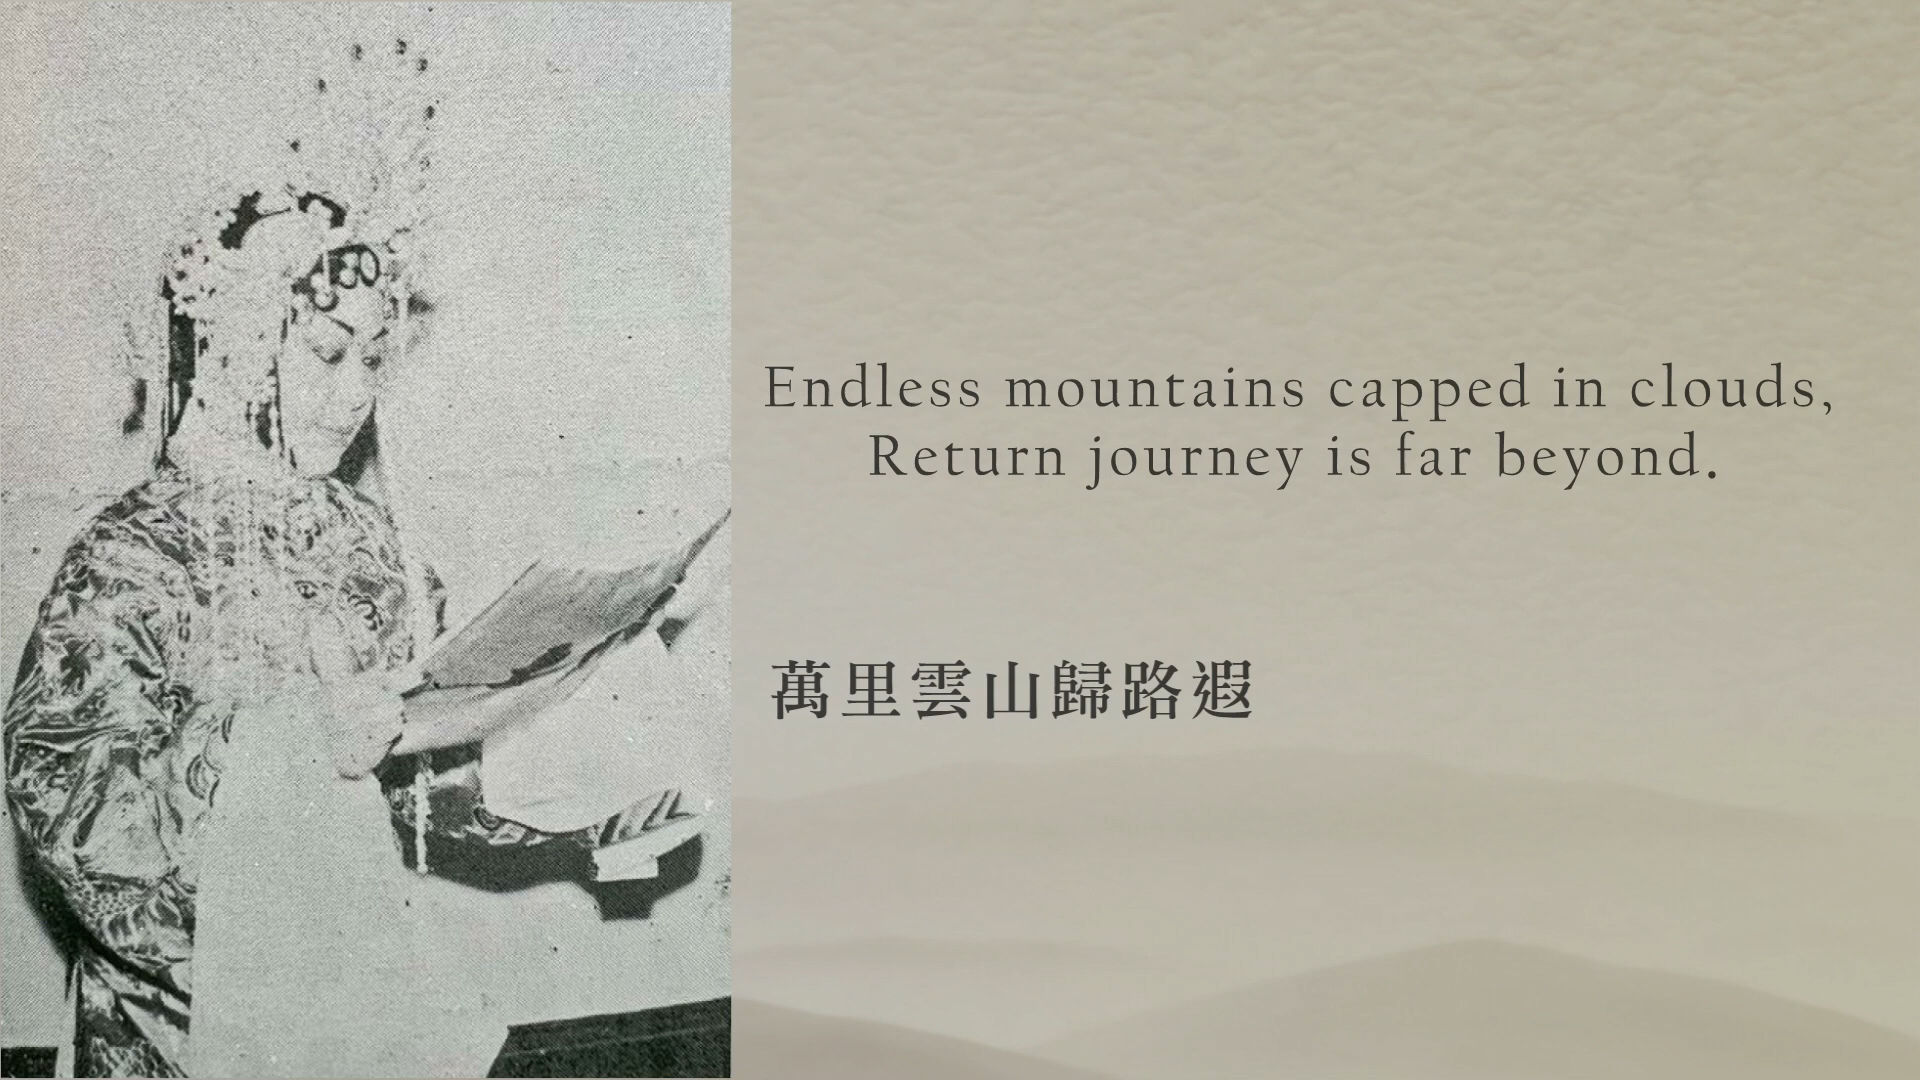 Endless mountains capped in clouds,
Return journey is far beyond.
萬里雲山歸路遐